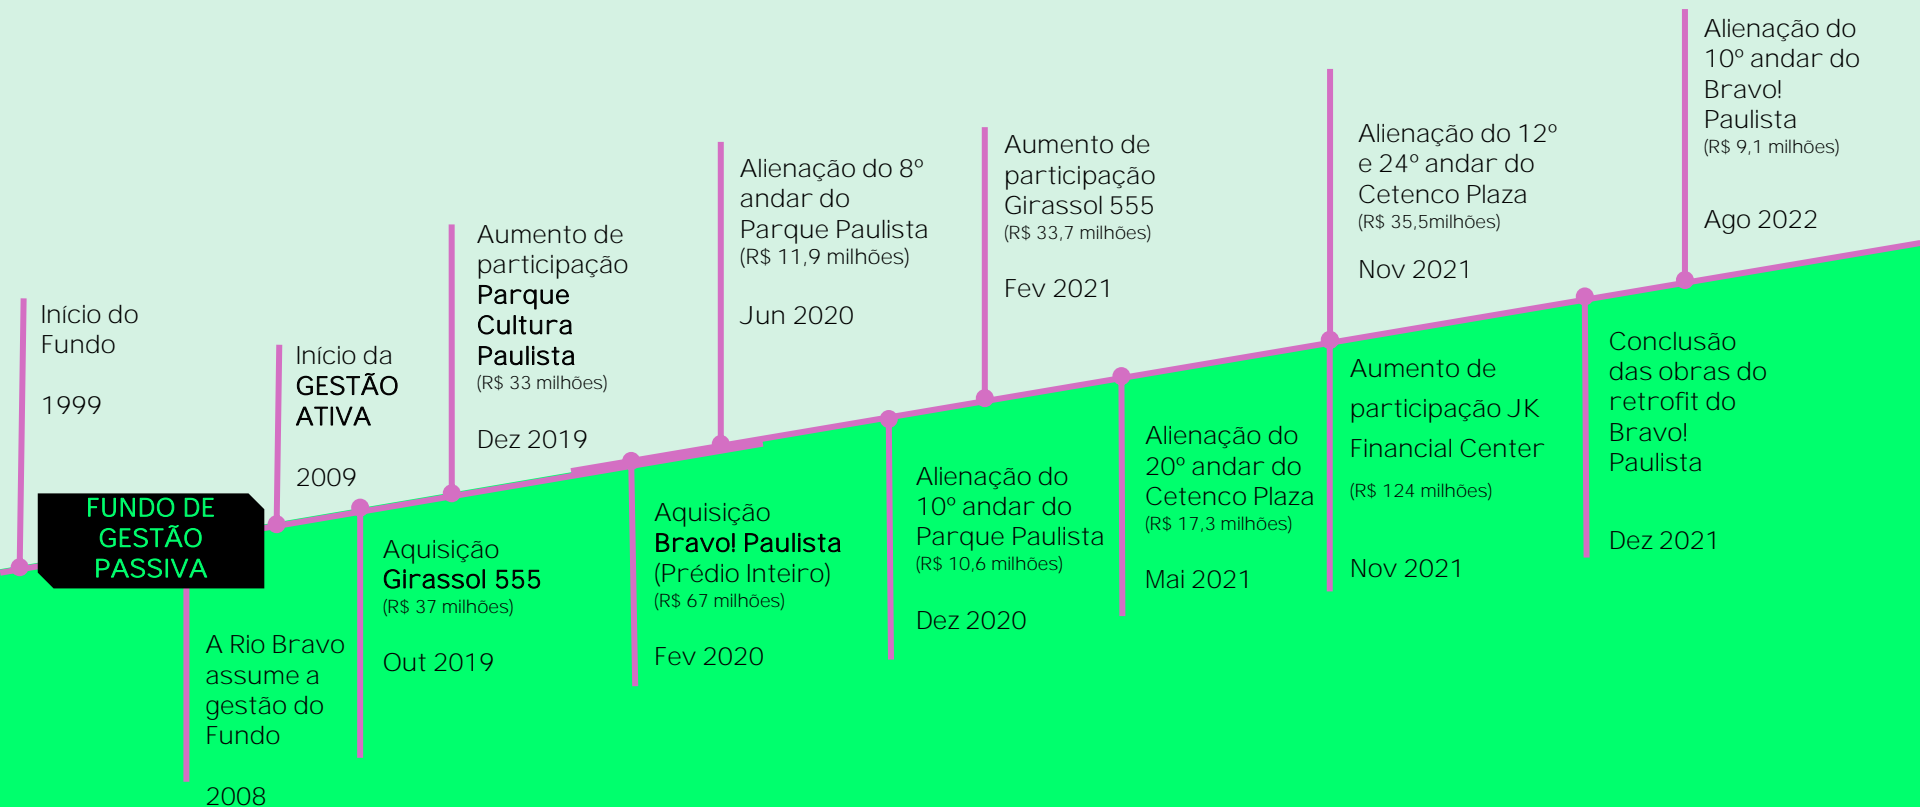 Início do
Fundo
1999
FUNDO DE
GESTÃO
PASSIVA
A Rio Bravo
assume a
gestão do
Fundo
2008
Início da
GESTÃO
ATIVA
2009
Aquisição
Girassol 555
(R$ 37 milhões)
Out 2019
Aumento de
participação
Parque
Cultura
Paulista
(R$ 33 milhões)
Dez 2019
Aquisição
Bravo! Paulista
(Prédio Inteiro)
(R$ 67 milhões)
Fev 2020
Alienação do 8º
andar do
Parque Paulista
(R$ 11,9 milhões)
Jun 2020
Alienação do
10º andar do
Parque Paulista
(R$ 10,6 milhões)
Dez 2020
Aumento de
participação
Girassol 555
(R$ 33,7 milhões)
Fev 2021
Alienação do
20º andar do
Cetenco Plaza
(R$ 17,3 milhões)
Mai 2021
Alienação do 12º
e 24º andar do
Cetenco Plaza
(R$ 35,5milhões)
Nov 2021
Aumento de
participação JK
Financial Center
(R$ 124 milhões)
Nov 2021
Conclusão
das obras do
retrofit do
Bravo!
Paulista
Dez 2021
Alienação do
10º andar do
Bravo!
Paulista
(R$ 9,1 milhões)
Ago 2022